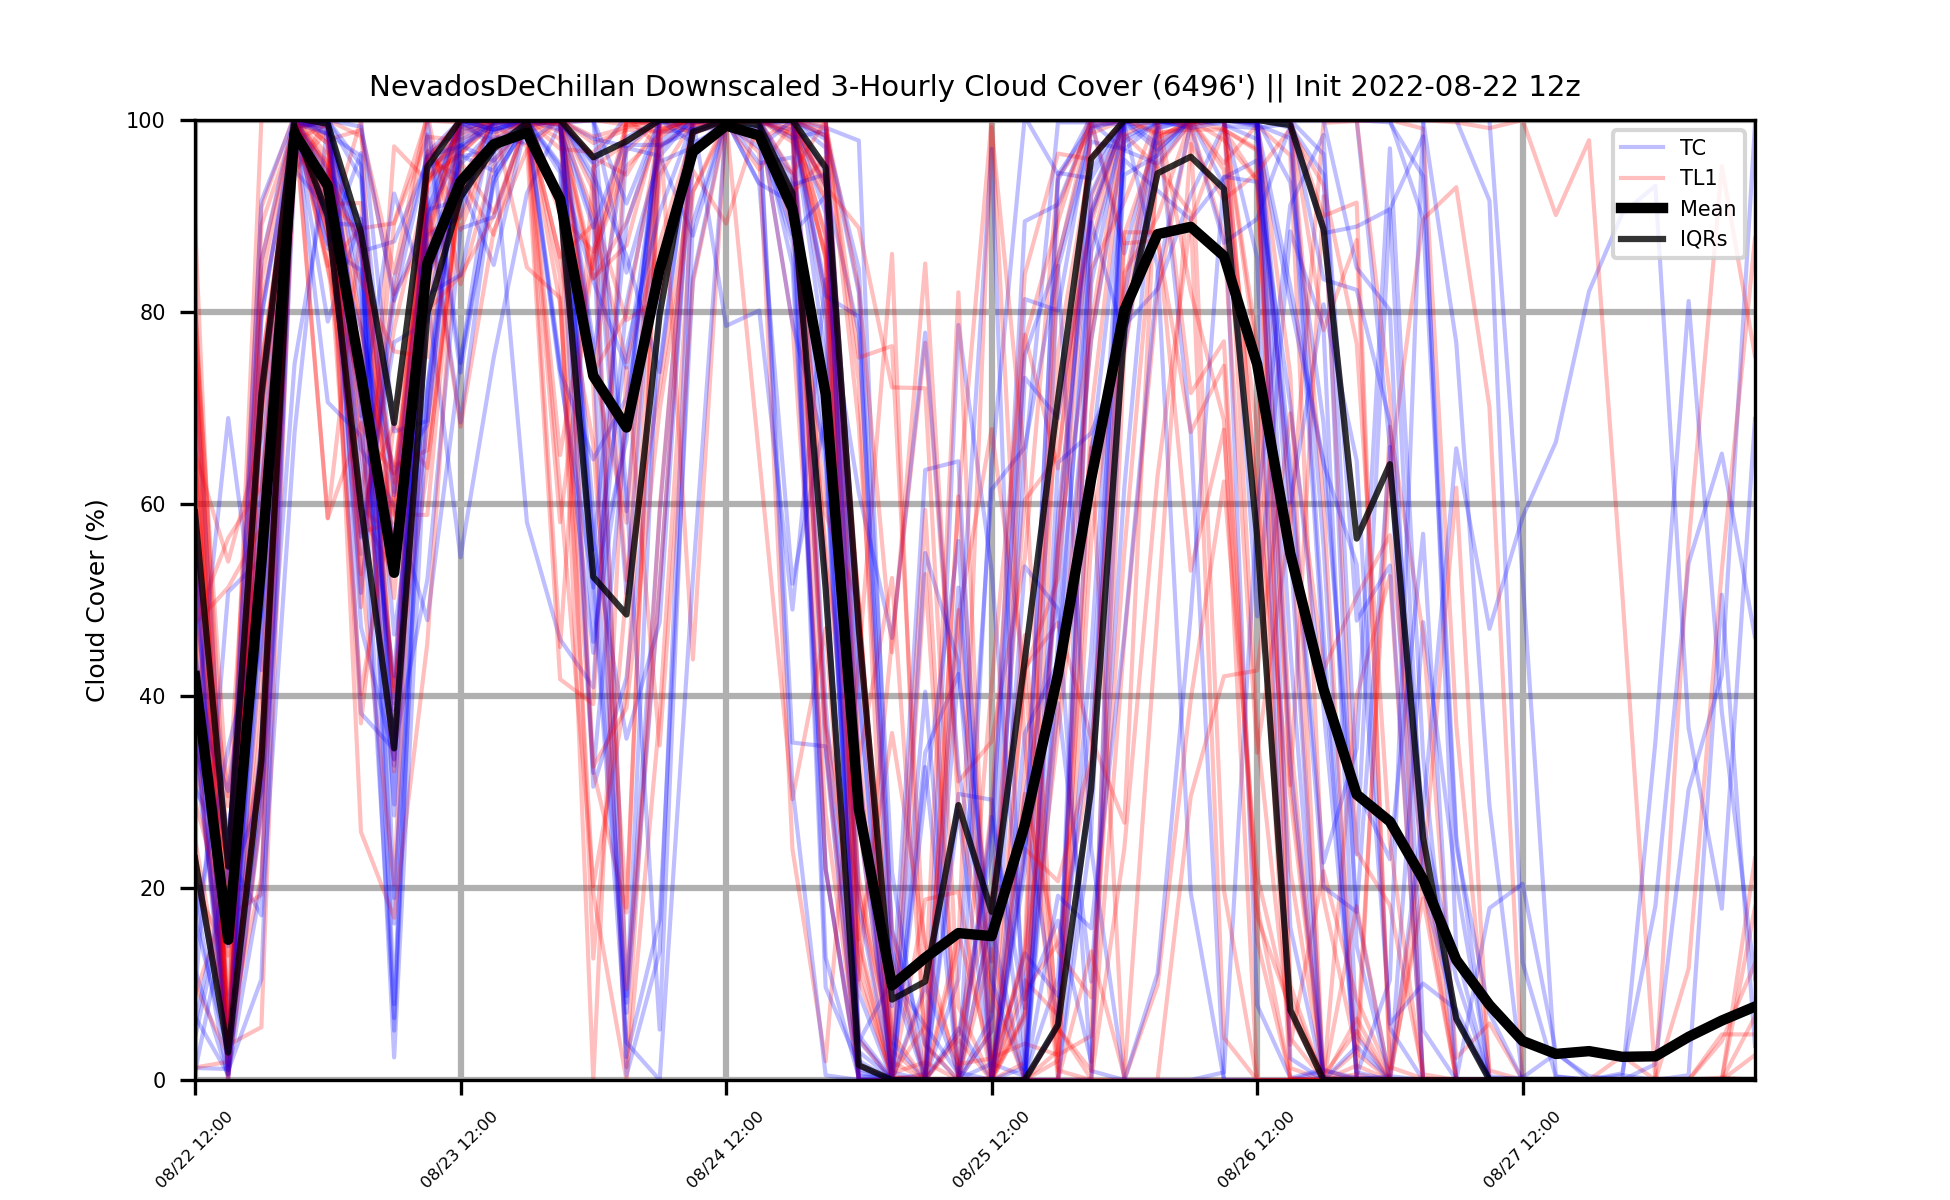 NevadosDeChillan Downscaled 3-Hourly Cloud Cover (6496') || Init 2022-08-22 12z
TC
TL1
Mean
IQRs
Cloud Cover (%)
100
80
60
40
20
0
08/22 12:00
08/23 12:00
08/24 12:00
08/25 12:00
08/26 12:00
08/27 12:00